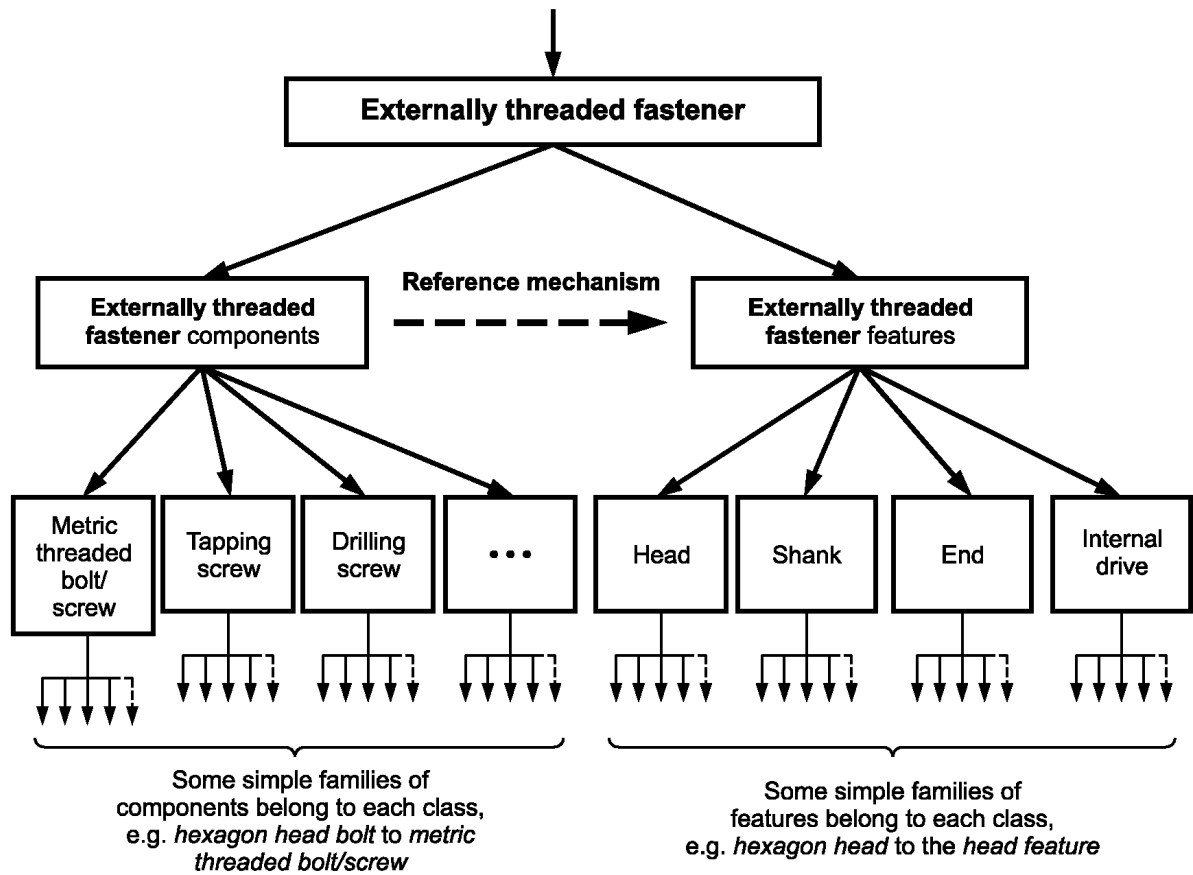 Externally threaded fastener
Reference mechanism
Externally threaded
fastener components
Externally threaded
fastener features
Metric
threaded
bolt/
screw
Tapping
screw
Drilling
screw
...
Head
Shank
End
Internal
drive
Some simple families of
components belong to each class,
e.g. hexagon head bolt to metric
threaded bolt/screw
Some simple families of
features belong to each class,
e.g. hexagon head to the head feature